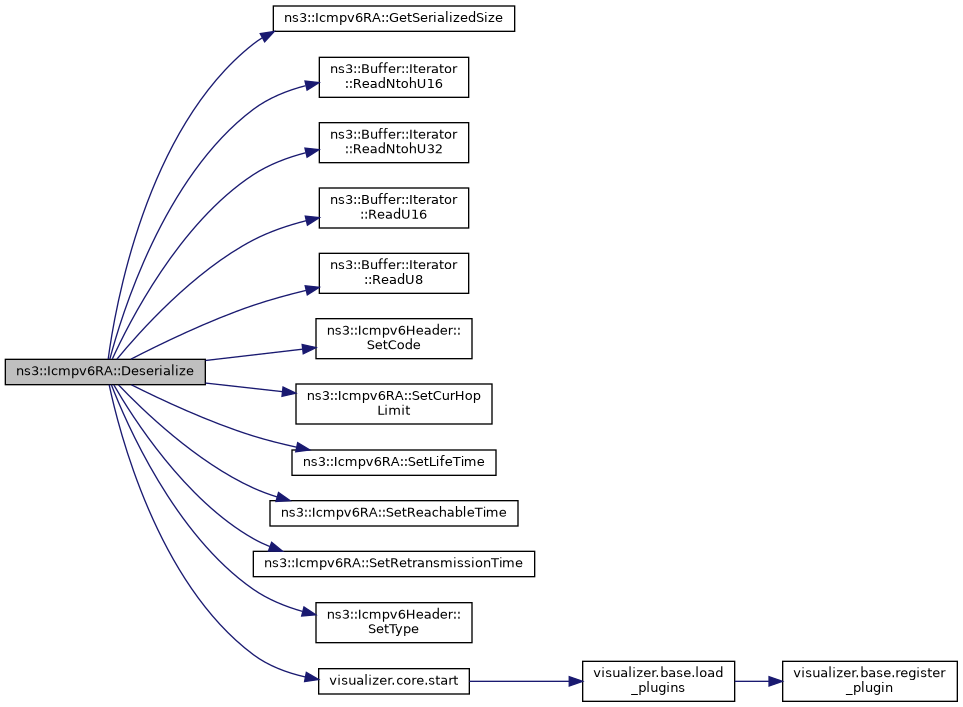 ns3::Icmpv6RA::GetSerializedSize
ns3::Buffer::Iterator
::ReadNtohU16
ns3::Buffer::Iterator
::ReadNtohU32
ns3::Buffer::Iterator
::ReadU16
ns3::Buffer::Iterator
::ReadU8
ns3::Icmpv6Header::
SetCode
ns3::Icmpv6RA::Deserialize
ns3::Icmpv6RA::SetCurHop
Limit
ns3::Icmpv6RA::SetLifeTime
ns3::Icmpv6RA::SetReachableTime
ns3::Icmpv6RA::SetRetransmissionTime
ns3::Icmpv6Header::
SetType
visualizer.core.start
visualizer.base.load
_plugins
visualizer.base.register
_plugin